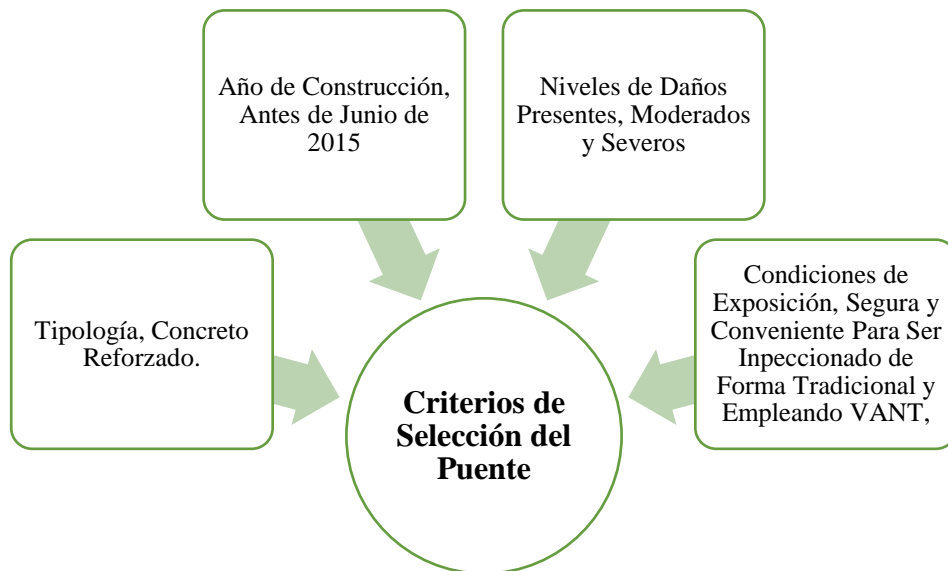 Año de Construcción,
Antes de Junio de
2015
Niveles de Daños
Presentes, Moderados
y Severos
Tipología, Concreto
Reforzado.
Condiciones de
Exposición, Segura y
Conveniente Para Ser
Inpeccionado de
Forma Tradicional y
Empleando VANT,
Criterios de
Selección del
Puente